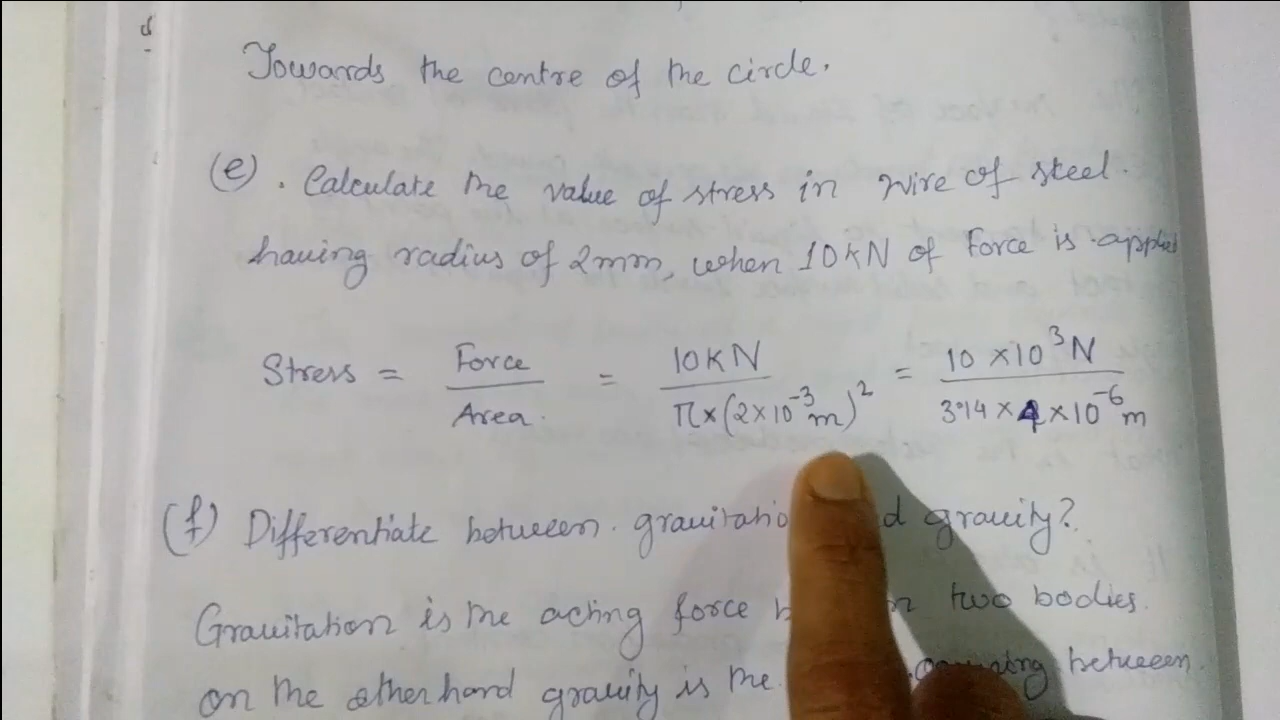 Towards the centre of the circle.
(e). Calculate the value of stress in wire of steel.
having radius of 2mm, when 10kN of Force is applied
Stress = Force / Area. = 10KN / π×(2×10⁻³m)² = 10×10³N / 3.14×4×10⁻⁶m
(f) Differentiate between. gravitatio d gravity?
Gravitation is the acting force two bodies.
on the other hand gravity is the between